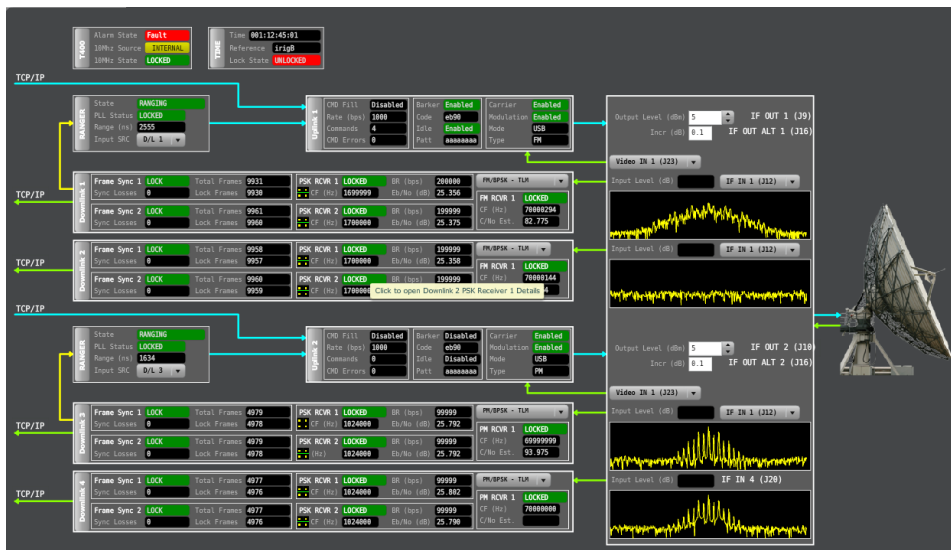 T400
Alarm State Fault
10Mhz Source INTERNAL
10MHz State LOCKED
TIME
Time 001:12:45:01
Reference irigB
Lock State UNLOCKED
TCP/IP
RANGER
State RANGING
PLL Status LOCKED
Range (ns) 2555
Input SRC D/L 1
Uplink 1
CMD Fill Disabled Barker Enabled Carrier Enabled
Rate (bps) 1000 Code eb90 Modulation Enabled
Commands 4 Idle Enabled Mode USB
CMD Errors 0 Patt aaaaaaaa Type FM
Output Level (dBm) 5 IF OUT 1 (J9)
Incr (dB) 0.1 IF OUT ALT 1 (J16)
Video IN 1 (J23)
TCP/IP
Downlink 1
Frame Sync 1 LOCK Total Frames 9931 PSK RCVR 1 LOCKED BR (bps) 200000 FM/BPSK - TLM
Sync Losses 0 Lock Frames 9930 CF (Hz) 1699999 Eb/No (dB) 25.356 FM RCVR 1 LOCKED
Frame Sync 2 LOCK Total Frames 9961 PSK RCVR 2 LOCKED BR (bps) 199999 CF (Hz) 70000294
Sync Losses 0 Lock Frames 9960 CF (Hz) 1700000 Eb/No (dB) 25.375 C/No Est. 82.775
Input Level (dB) IF IN 1 (J12)
TCP/IP
Downlink 2
Frame Sync 1 LOCK Total Frames 9958 PSK RCVR 1 LOCKED BR (bps) 199999 FM/BPSK - TLM
Sync Losses 0 Lock Frames 9957 CF (Hz) 1700000 Eb/No (dB) 25.358 FM RCVR 1 LOCKED
Frame Sync 2 LOCK Total Frames 9960 PSK RCVR 2 LOCKED BR (bps) 199999 CF (Hz) 70000144
Sync Losses 0 Lock Frames 9959 CF (Hz)
Click to open Downlink 2 PSK Receiver 1 Details
Input Level (dB) IF IN 1 (J12)
TCP/IP
RANGER
State RANGING
PLL Status LOCKED
Range (ns) 1634
Input SRC D/L 3
Uplink 2
CMD Fill Disabled Barker Disabled Carrier Enabled
Rate (bps) 1000 Code eb90 Modulation Enabled
Commands 0 Idle Disabled Mode USB
CMD Errors 0 Patt aaaaaaaa Type PM
Output Level (dBm) 5 IF OUT 2 (J10)
Incr (dB) 0.1 IF OUT ALT 2 (J16)
Video IN 1 (J23)
TCP/IP
Downlink 3
Frame Sync 1 LOCK Total Frames 4979 PSK RCVR 1 LOCKED BR (bps) 99999 PM/BPSK - TLM
Sync Losses 0 Lock Frames 4978 CF (Hz) 1024000 Eb/No (dB) 25.792 PM RCVR 1 LOCKED
Frame Sync 2 LOCK Total Frames 4979 PSK RCVR 2 LOCKED BR (bps) 99999 CF (Hz) 69999999
Sync Losses 0 Lock Frames 4978 (Hz) 1024000 Eb/No (dB) 25.792 C/No Est. 93.975
Input Level (dB) IF IN 1 (J12)
TCP/IP
Downlink 4
Frame Sync 1 LOCK Total Frames 4977 PSK RCVR 1 LOCKED BR (bps) 99999 PM/BPSK - TLM
Sync Losses 0 Lock Frames 4976 CF (Hz) 1024000 Eb/No (dB) 25.802 PM RCVR 1 LOCKED
Frame Sync 2 LOCK Total Frames 4977 PSK RCVR 2 LOCKED BR (bps) 99999 CF (Hz) 70000000
Sync Losses 0 Lock Frames 4976 CF (Hz) 1024000 Eb/No (dB) 25.790 C/No Est.
Input Level (dB) IF IN 4 (J20)